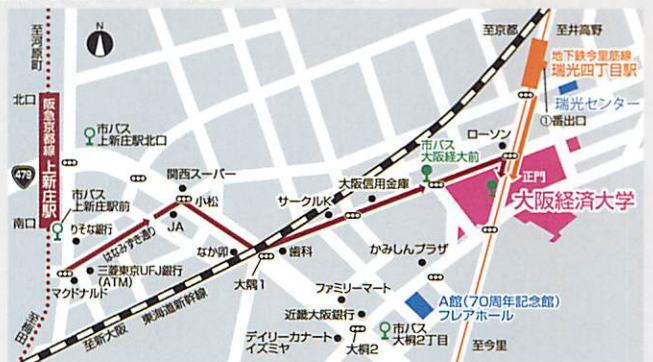 N
至河原町
北口
阪急京都線 上新庄駅
479
南口
至梅田
市バス
上新庄駅北口
市バス
上新庄駅前
りそな銀行
はなみずき通り
三菱東京UFJ銀行
(ATM)
マクドナルド
関西スーパー
小松
JA
なか卯
大隅1
歯科
サークルK
大阪信用金庫
市バス
大阪経大前
ローソン
正門
大阪経済大学
至京都
至井高野
地下鉄今里筋線
瑞光四丁目駅
瑞光センター
①番出口
かみしんプラザ
ファミリーマート
近畿大阪銀行
デイリーカナート
イズミヤ
大桐2
市バス
大桐2丁目
A館(70周年記念館)
フレアホール
至今里
至新大阪
東海道新幹線